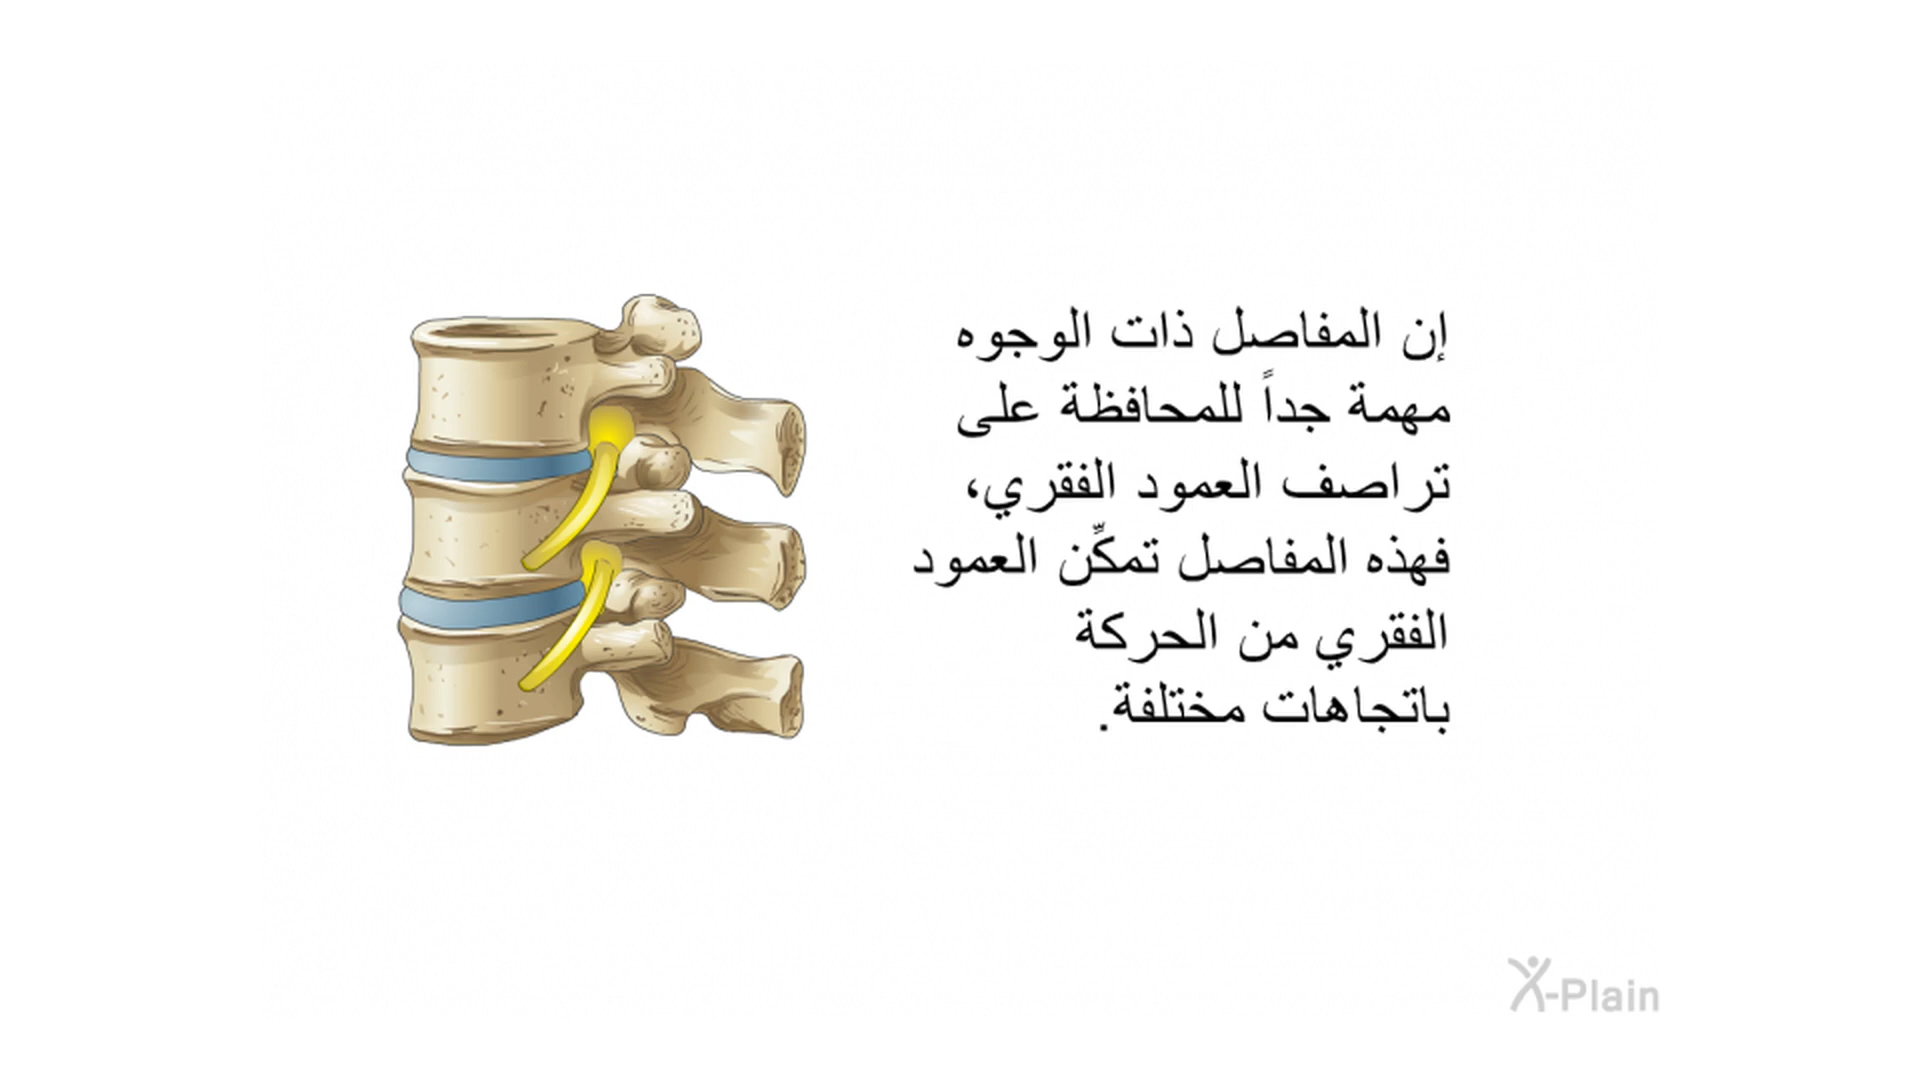 إن المفاصل ذات الوجوه
مهمة جداً للمحافظة على
تراصف العمود الفقري،
فهذه المفاصل تمكِّن العمود
الفقري من الحركة
باتجاهات مختلفة.
X-Plain